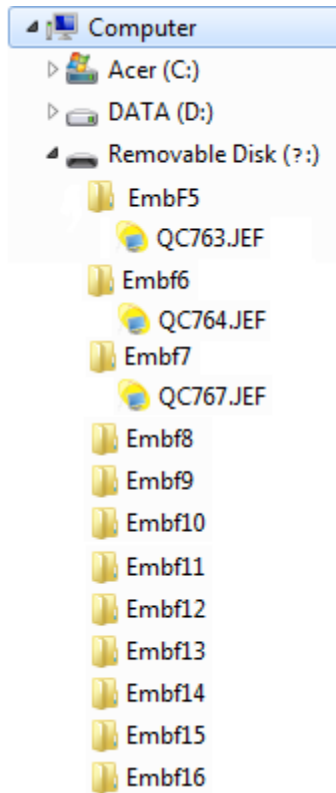 Computer
Acer (C:)
DATA (D:)
Removable Disk (?:)
EmbF5
QC763.JEF
Embf6
QC764.JEF
Embf7
QC767.JEF
Embf8
Embf9
Embf10
Embf11
Embf12
Embf13
Embf14
Embf15
Embf16